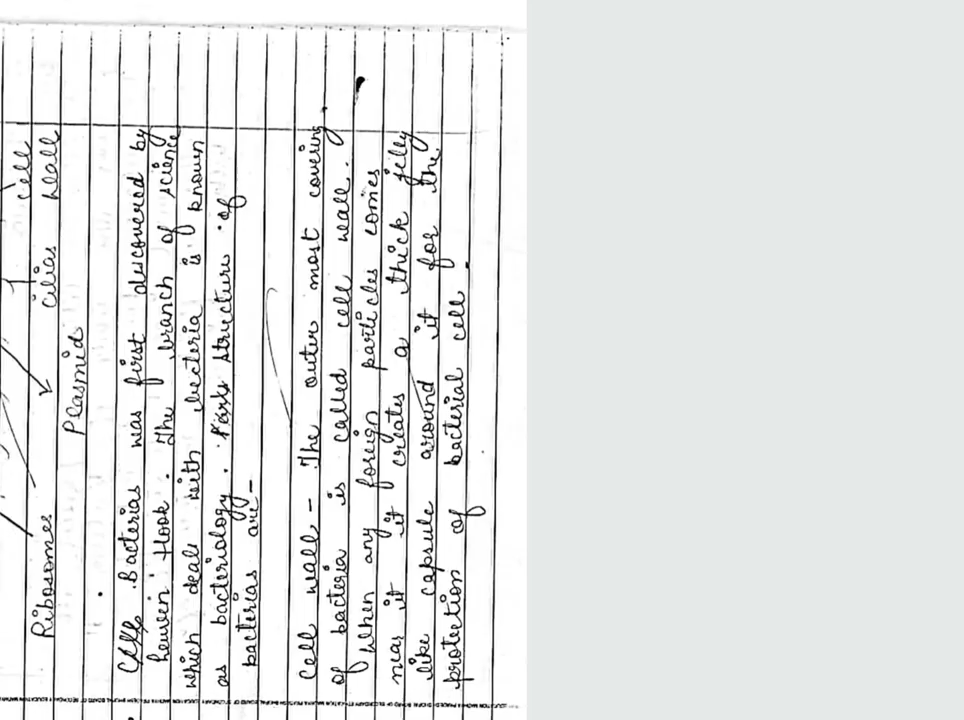 Cell
Ribosomes cilias Wall
Plasmid
Bacterias was first discovered by
heuwen Hook. The branch of science
which deals with bacteria is known
as bacteriology. structure of
bacterias are -
Cell wall - The outer most covering
of bacteria is called cell wall.
When any foreign particles comes
near it it creates a thick jelly
like capsule around it for the
protection of bacterial cell.